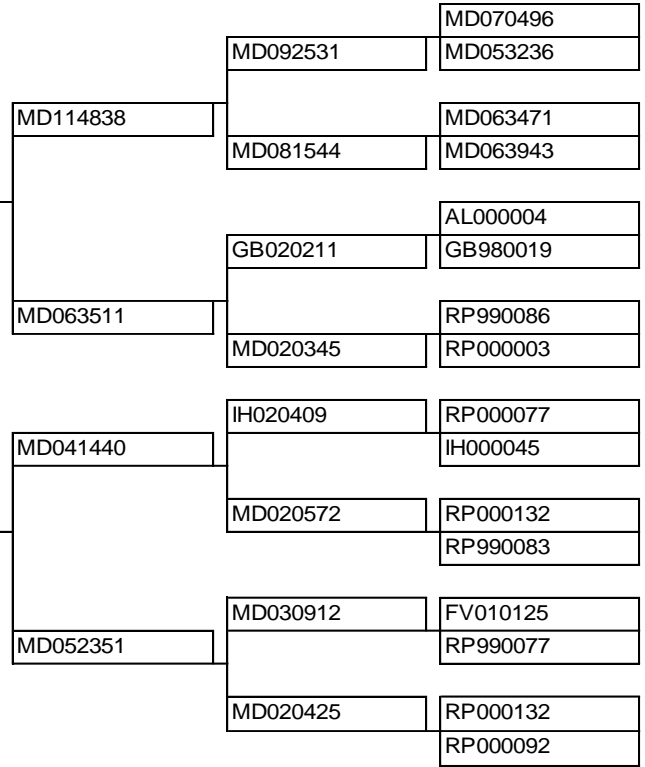 MD070496
MD092531 MD053236
MD114838 MD063471
MD081544 MD063943
AL000004
GB020211 GB980019
MD063511 RP990086
MD020345 RP000003
IH020409 RP000077
MD041440 IH000045
MD020572 RP000132
RP990083
MD030912 FV010125
MD052351 RP990077
MD020425 RP000132
RP000092